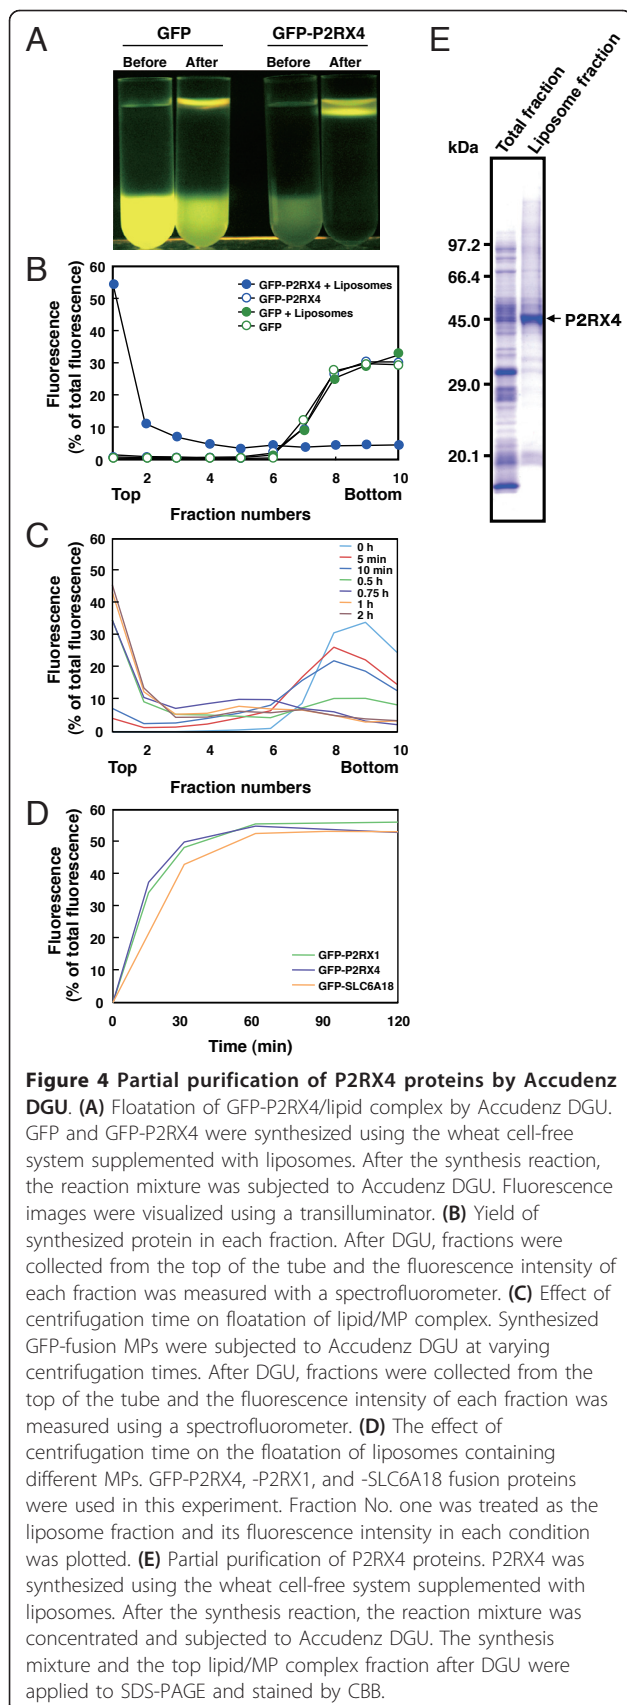 A
GFP
GFP-P2RX4
Before
After
Before
After
E
Total fraction
Liposome fraction
kDa
97.2
66.4
45.0
P2RX4
29.0
20.1
B
Fluorescence
(% of total fluorescence)
60
50
40
30
20
10
0
GFP-P2RX4 + Liposomes
GFP-P2RX4
GFP + Liposomes
GFP
2 4 6 8 10
Top Bottom
Fraction numbers
C
Fluorescence
(% of total fluorescence)
60
50
40
30
20
10
0
0 h
5 min
10 min
0.5 h
0.75 h
1 h
2 h
2 4 6 8 10
Top Bottom
Fraction numbers
D
Fluorescence
(% of total fluorescence)
60
50
40
30
20
10
0
GFP-P2RX1
GFP-P2RX4
GFP-SLC6A18
0 30 60 90 120
Time (min)
Figure 4 Partial purification of P2RX4 proteins by Accudenz
DGU. (A) Floatation of GFP-P2RX4/lipid complex by Accudenz DGU.
GFP and GFP-P2RX4 were synthesized using the wheat cell-free
system supplemented with liposomes. After the synthesis reaction,
the reaction mixture was subjected to Accudenz DGU. Fluorescence
images were visualized using a transilluminator. (B) Yield of
synthesized protein in each fraction. After DGU, fractions were
collected from the top of the tube and the fluorescence intensity of
each fraction was measured with a spectrofluorometer. (C) Effect of
centrifugation time on floatation of lipid/MP complex. Synthesized
GFP-fusion MPs were subjected to Accudenz DGU at varying
centrifugation times. After DGU, fractions were collected from the
top of the tube and the fluorescence intensity of each fraction was
measured using a spectrofluorometer. (D) The effect of
centrifugation time on the floatation of liposomes containing
different MPs. GFP-P2RX4, -P2RX1, and -SLC6A18 fusion proteins
were used in this experiment. Fraction No. one was treated as the
liposome fraction and its fluorescence intensity in each condition
was plotted. (E) Partial purification of P2RX4 proteins. P2RX4 was
synthesized using the wheat cell-free system supplemented with
liposomes. After the synthesis reaction, the reaction mixture was
concentrated and subjected to Accudenz DGU. The synthesis
mixture and the top lipid/MP complex fraction after DGU were
applied to SDS-PAGE and stained by CBB.